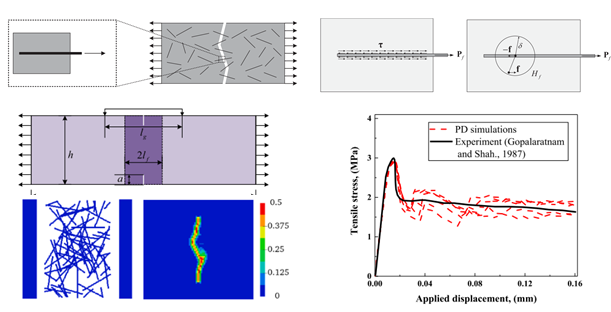 τ
P_f
δ
−f
f
H_f
P_f
l_g
h
2l_f
a
0.5
0.375
0.25
0.125
0
Tensile stress, (MPa)
4
3
2
1
0
PD simulations
Experiment (Gopalaratnam
and Shah., 1987)
0.00
0.04
0.08
0.12
0.16
Applied displacement, (mm)